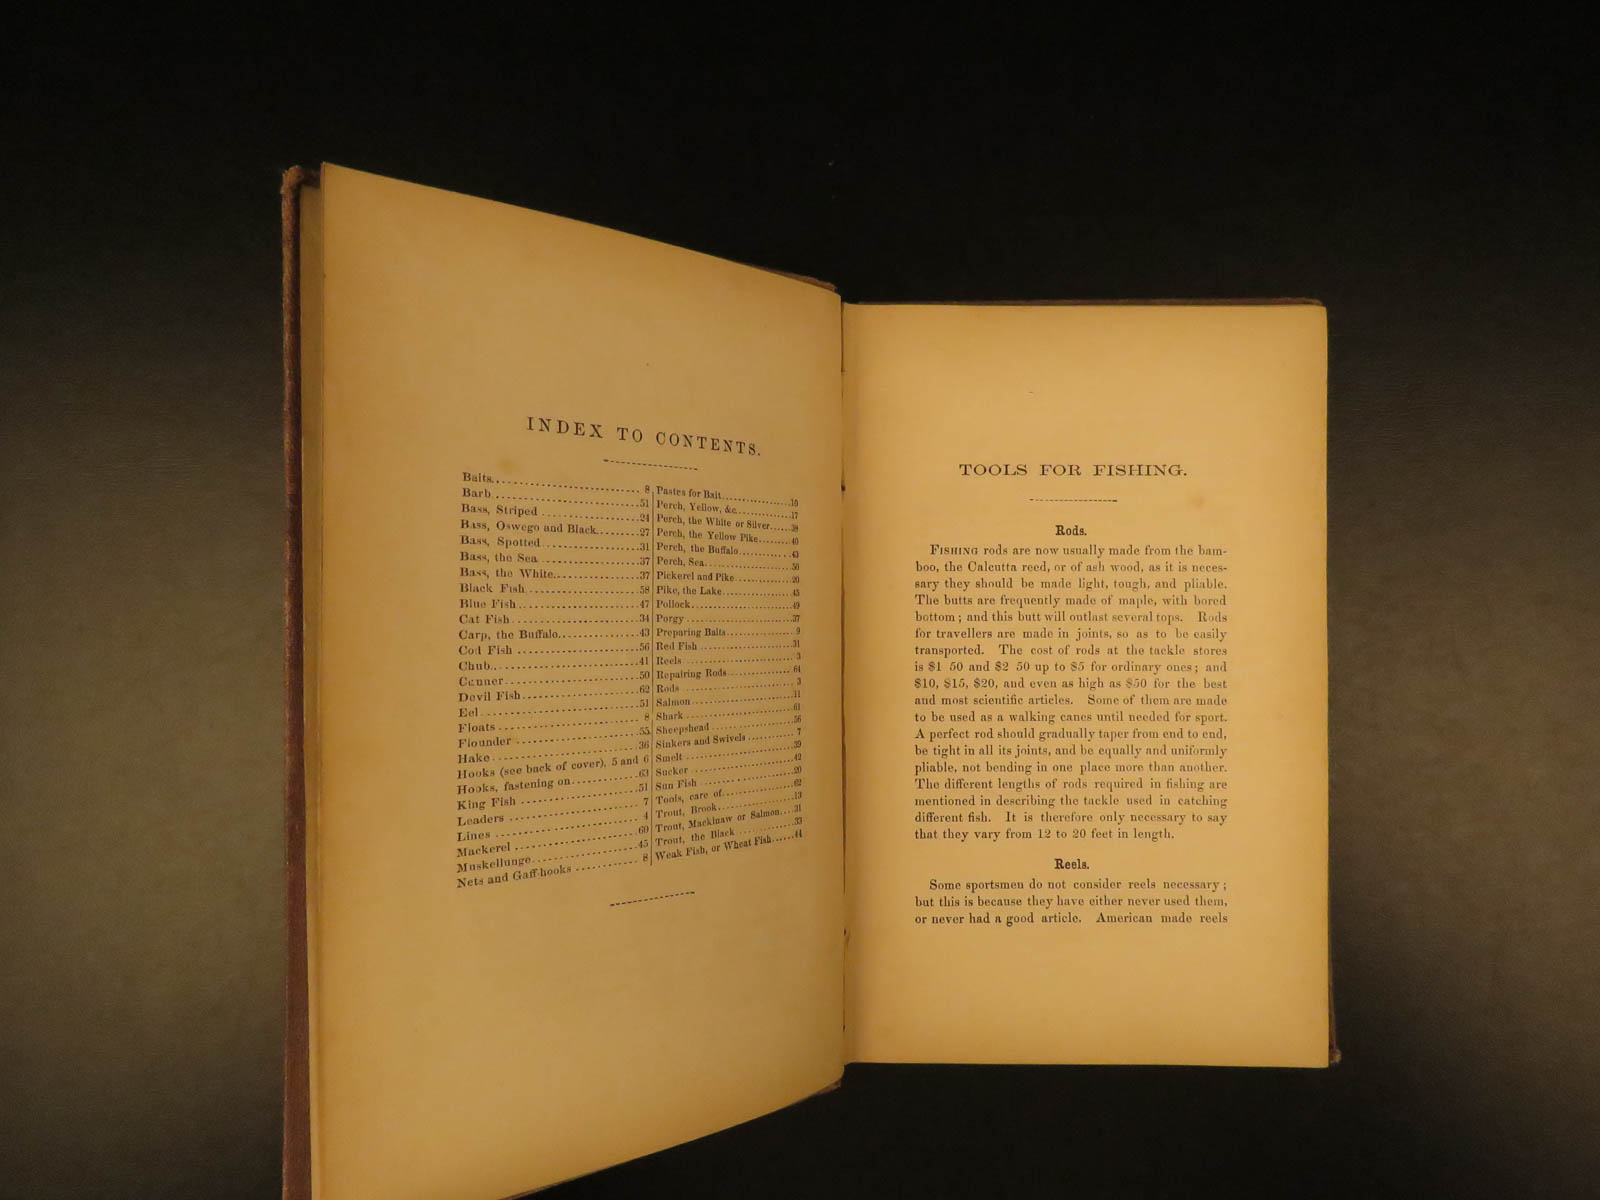 INDEX TO CONTENTS.
Baits 8
Barb 51
Bass, Striped 24
Bass, Oswego and Black 27
Bass, Spotted 31
Bass, the Sea 37
Bass, the White 37
Black Fish 58
Blue Fish 47
Cat Fish 34
Carp, the Buffalo 43
Cod Fish 56
Chub 41
Cunner 50
Devil Fish 62
Eel 51
Floats 8
Flounder 55
Hake 36
Hooks (see back of cover), 5 and 6
Hooks, fastening on 63
King Fish 51
Leaders 7
Lines 4
Mackerel 60
Muskellunge 45
Nets and Gaff-hooks 8
Pastes for Bait 10
Perch, Yellow, &c. 17
Perch, the White or Silver 38
Perch, the Yellow Pike 40
Perch, the Buffalo 43
Perch, Sea 50
Pickerel and Pike 20
Pike, the Lake 45
Pollock 49
Porgy 37
Preparing Baits 9
Red Fish 31
Reels 3
Repairing Rods 64
Rods 3
Salmon 11
Shark 61
Sheepshead 56
Sinkers and Swivels 7
Smelt 39
Sucker 42
Sun Fish 20
Tools, care of 62
Trout, Brook 13
Trout, Mackinaw or Salmon 31
Trout, the Black 33
Weak Fish, or Wheat Fish 44
TOOLS FOR FISHING.
Rods.
FISHING rods are now usually made from the bam-
boo, the Calcutta reed, or of ash wood, as it is neces-
sary they should be made light, tough, and pliable.
The butts are frequently made of maple, with bored
bottom; and this butt will outlast several tops. Rods
for travellers are made in joints, so as to be easily
transported. The cost of rods at the tackle stores
is $1 50 and $2 50 up to $5 for ordinary ones; and
$10, $15, $20, and even as high as $50 for the best
and most scientific articles. Some of them are made
to be used as a walking canes until needed for sport.
A perfect rod should gradually taper from end to end,
be tight in all its joints, and be equally and uniformly
pliable, not bending in one place more than another.
The different lengths of rods required in fishing are
mentioned in describing the tackle used in catching
different fish. It is therefore only necessary to say
that they vary from 12 to 20 feet in length.
Reels.
Some sportsmen do not consider reels necessary;
but this is because they have either never used them,
or never had a good article. American made reels